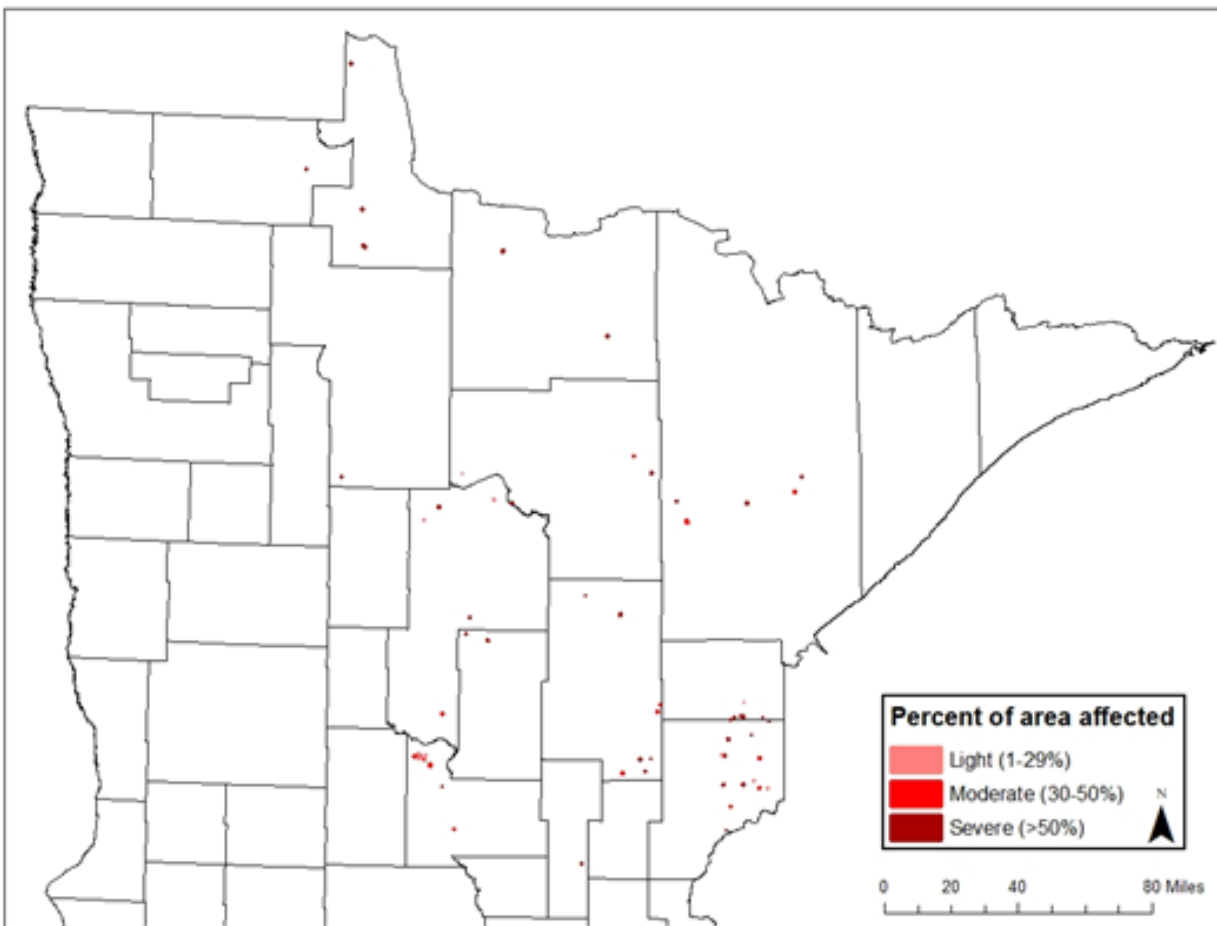 Percent of area affected
Light (1-29%)
Moderate (30-50%)
Severe (>50%)
N
0 20 40 80 Miles